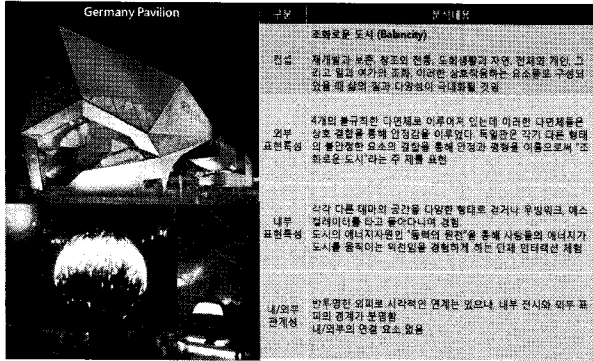 Germany Pavilion
구분
분석내용
조화로운 도시 (Balancity)
컨셉
재개발과 보존, 창조와 전통, 도회생활과 자연, 전체와 개인, 그
리고 일과 여가의 조화, 이러한 상호작용하는 요소들로 구성되
었을 때 삶의 질과 다양성이 극대화될 것임
외부
표현특성
4개의 불규칙한 다면체로 이루어져 있는데 이러한 다면체들은
상호 결합을 통해 안정감을 이루었다. 독일관은 각기 다른 형태
의 불안정한 요소의 결합을 통해 안정과 평형을 이룸으로써 "조
화로운 도시"라는 주 제를 표현
내부
표현특성
각각 다른 테마의 공간을 다양한 형태로 걷거나 무빙워크, 에스
컬레이터를 타고 돌아다니며 경험
도시의 에너지자원인 "동력의 원천"을 통해 사람들의 에너지가
도시를 움직이는 원천임을 경험하게 하는 단체 인터랙션 체험
내/외부
관계성
반투명한 외피로 시각적인 연계는 있으나, 내부 전시와 외부 표
피의 경계가 분명함
내/외부의 연결 요소 없음